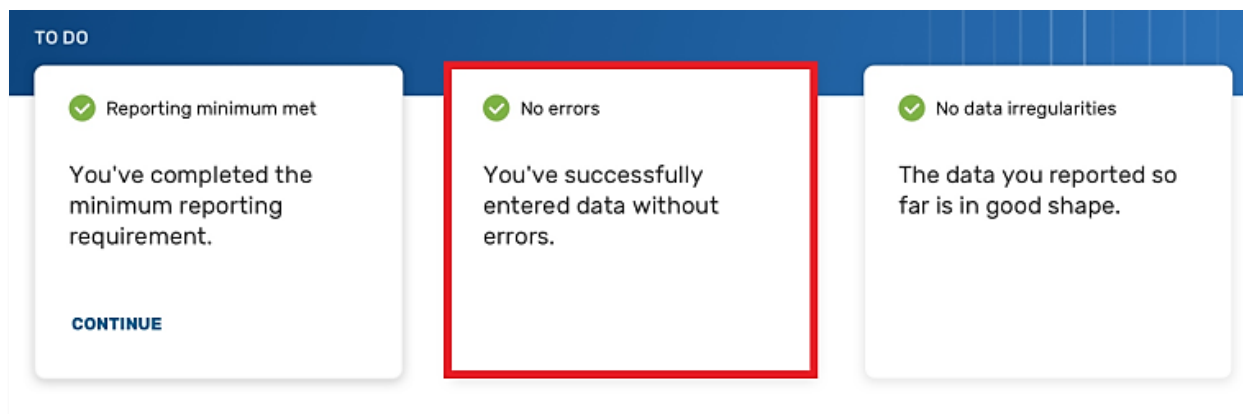 TO DO
Reporting minimum met
You've completed the
minimum reporting
requirement.
CONTINUE
No errors
You've successfully
entered data without
errors.
No data irregularities
The data you reported so
far is in good shape.